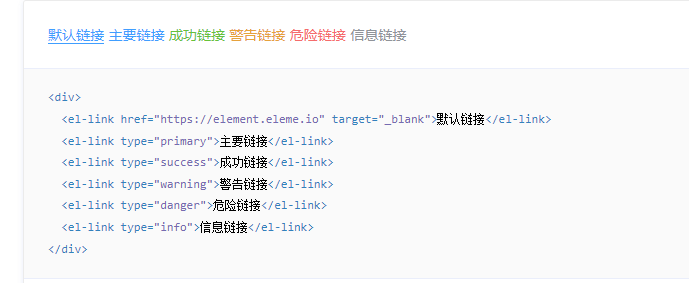 默认链接 主要链接 成功链接 警告链接 危险链接 信息链接
<div>
  <el-link href="https://element.eleme.io" target="_blank">默认链接</el-link>
  <el-link type="primary">主要链接</el-link>
  <el-link type="success">成功链接</el-link>
  <el-link type="warning">警告链接</el-link>
  <el-link type="danger">危险链接</el-link>
  <el-link type="info">信息链接</el-link>
</div>